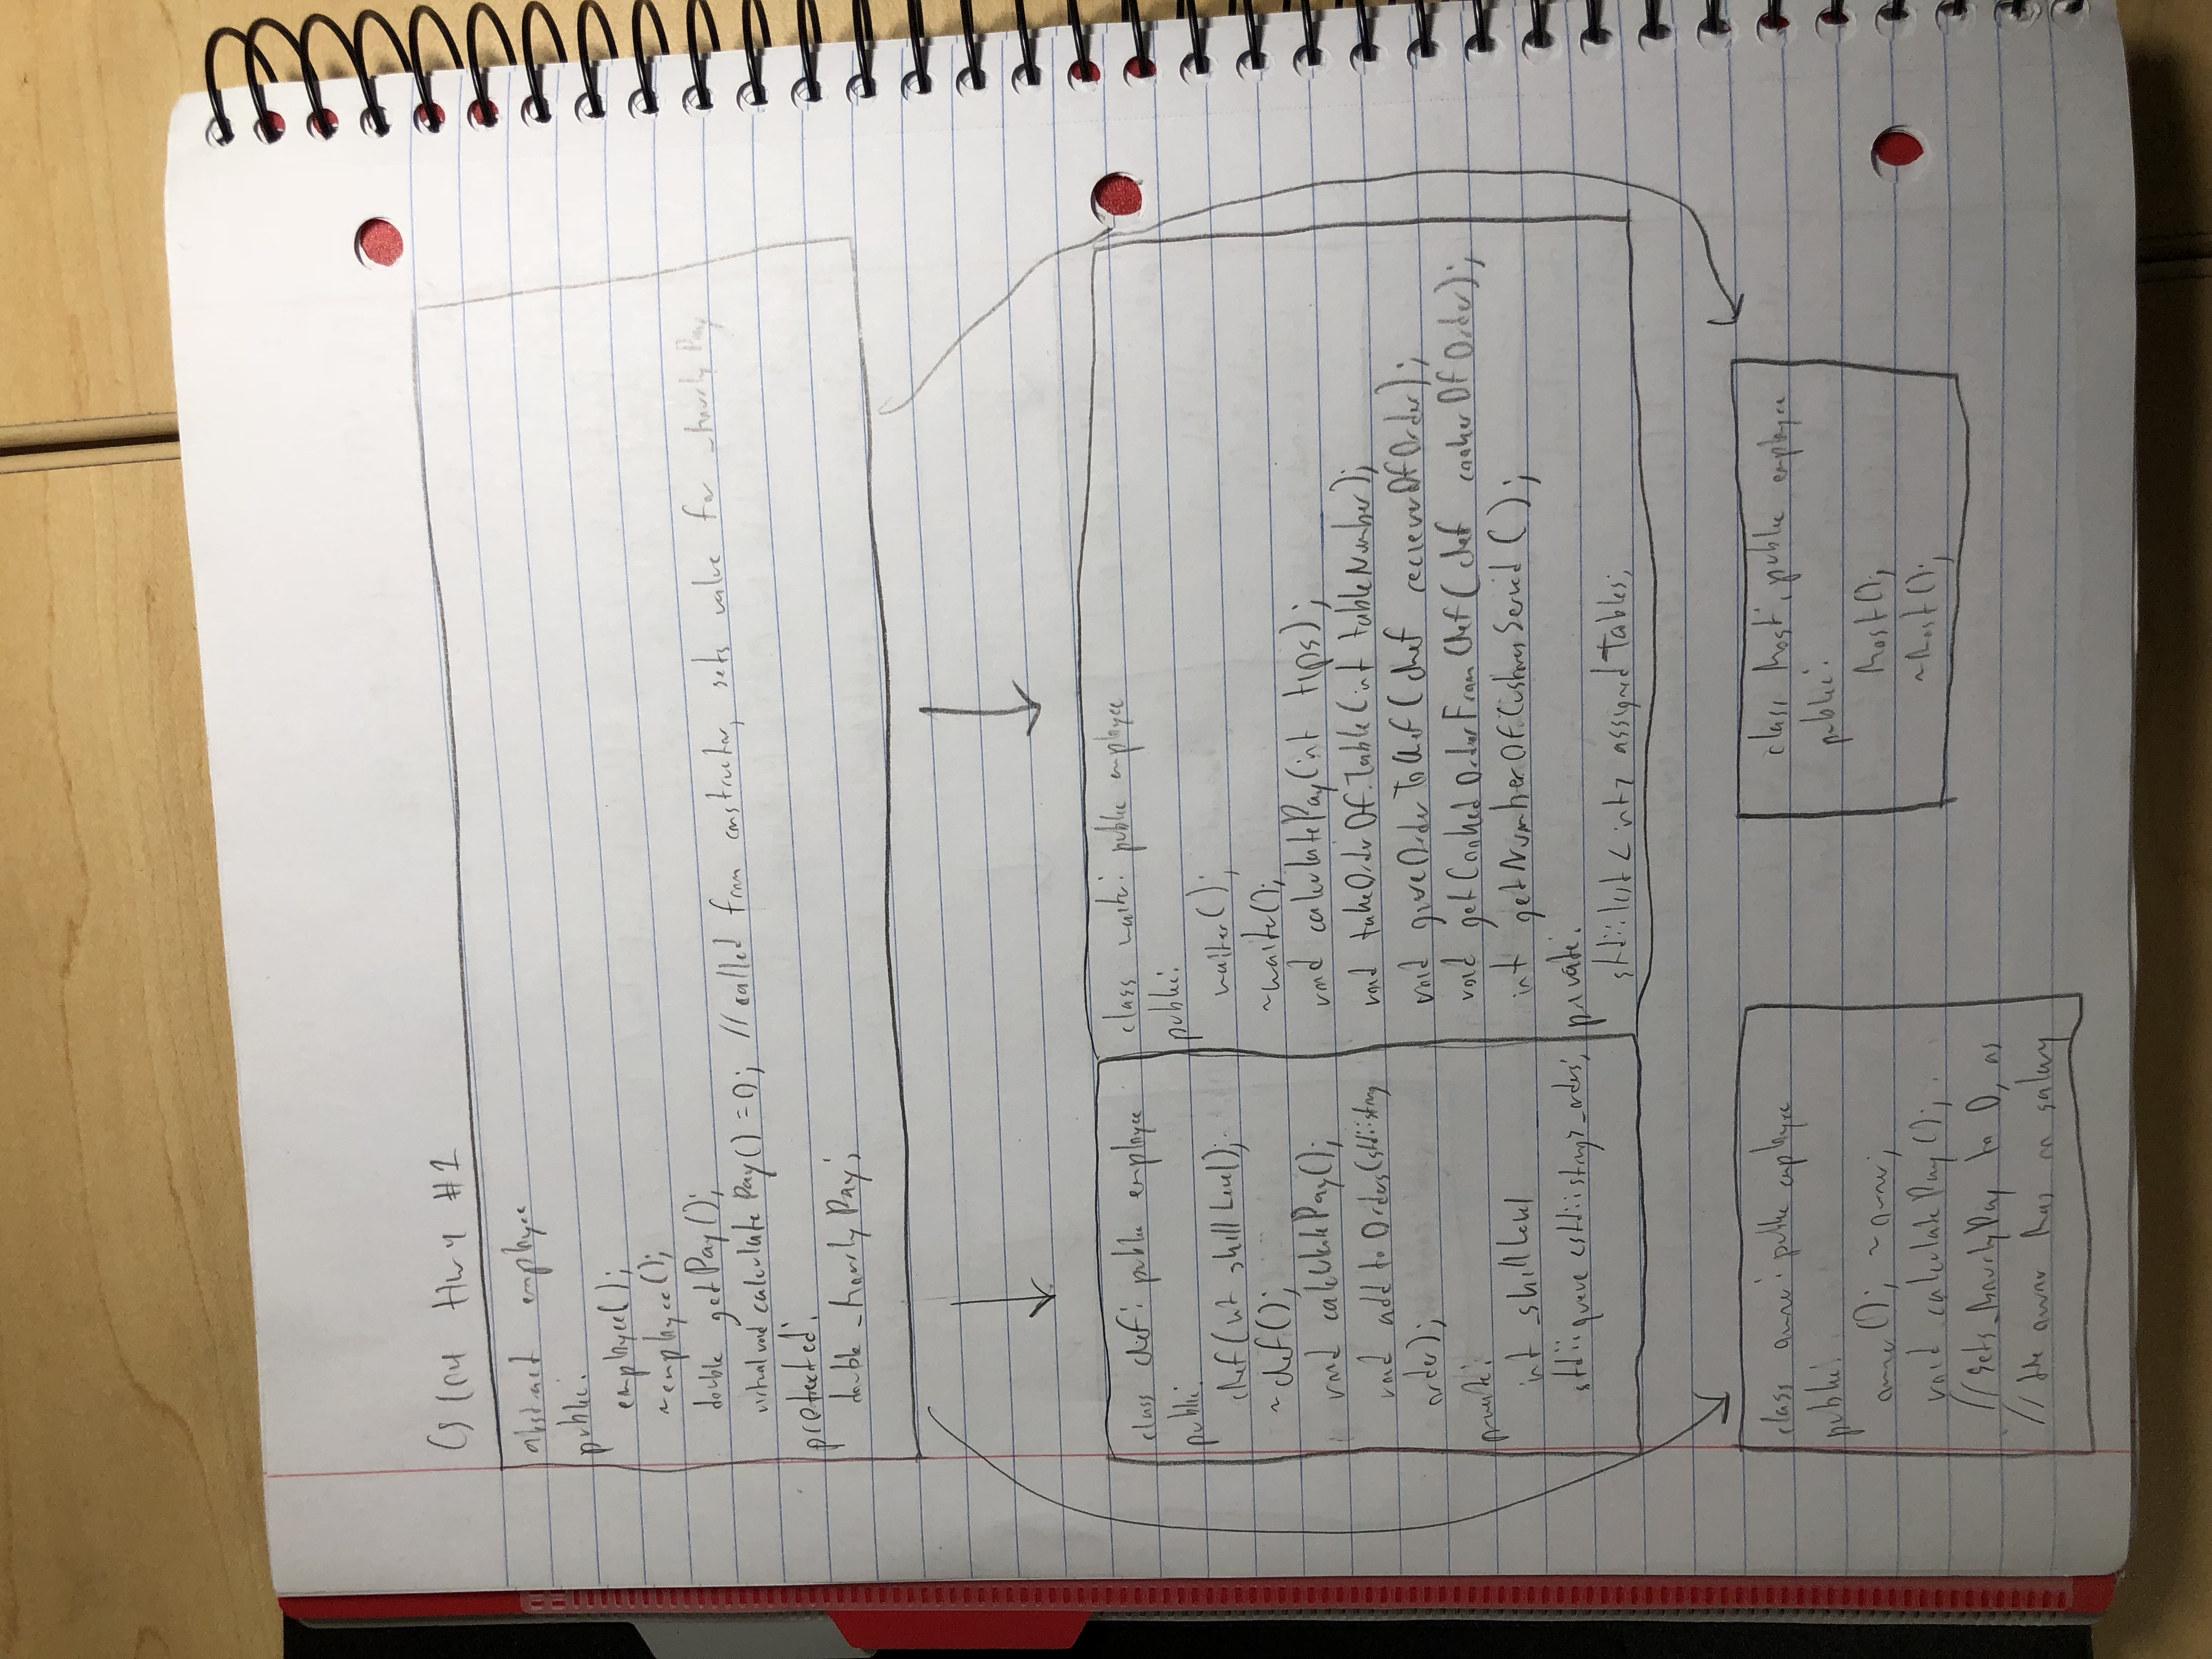 Hw 4 #1
abstract employee
public:
employee();
~employee();
double getPay();
virtual void calculatePay() = 0; // called from constructor, sets value for _hourlyPay
protected:
double _hourlyPay;
class chef: public employee
public:
chef(int skillLevel);
~chef();
void calculatePay();
void addToOrders(std::string
order);
private:
int _skillLevel
std::queue<std::string> _orders;
class waiter: public employee
public:
waiter();
~waiter();
void calculatePay(int tips);
void takeOrderOfTable(int tableNumber);
void giveOrderToChef(chef recieverOfOrder);
void getCookedOrderFromChef(chef cookerOfOrder);
int getNumberOfCustomersServed();
private:
std::list<int> assignedTables;
class owner: public employee
public:
owner(); ~owner;
void calculatePay();
// Sets _hourlyPay to 0, as
// the owner has no salary
class host: public employee
public:
host();
~host();